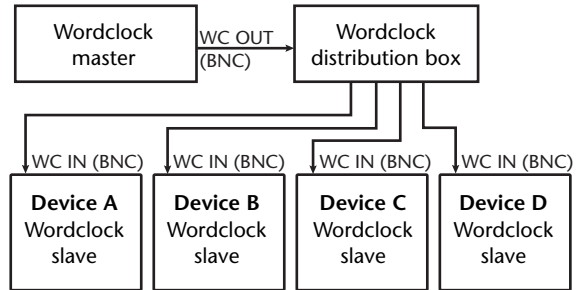 Wordclock
master
WC OUT
(BNC)
Wordclock
distribution box
WC IN (BNC)
WC IN (BNC)
WC IN (BNC)
WC IN (BNC)
Device A
Wordclock
slave
Device B
Wordclock
slave
Device C
Wordclock
slave
Device D
Wordclock
slave